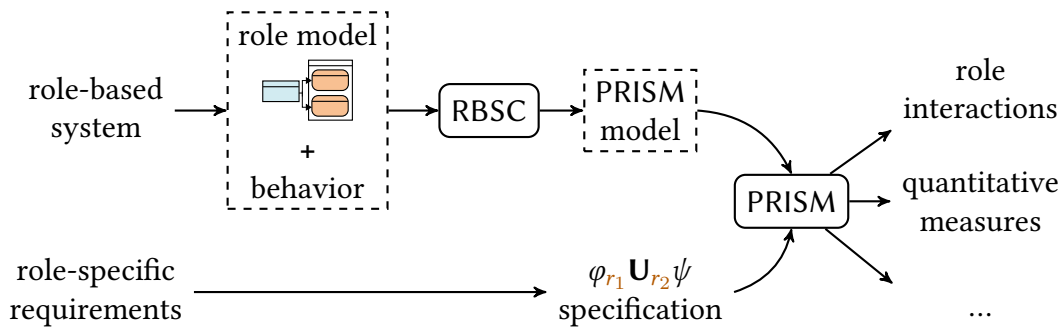 role-based
system
role model
+
behavior
RBSC
PRISM
model
PRISM
role
interactions
quantitative
measures
...
role-specific
requirements
φr₁ U r₂ ψ
specification